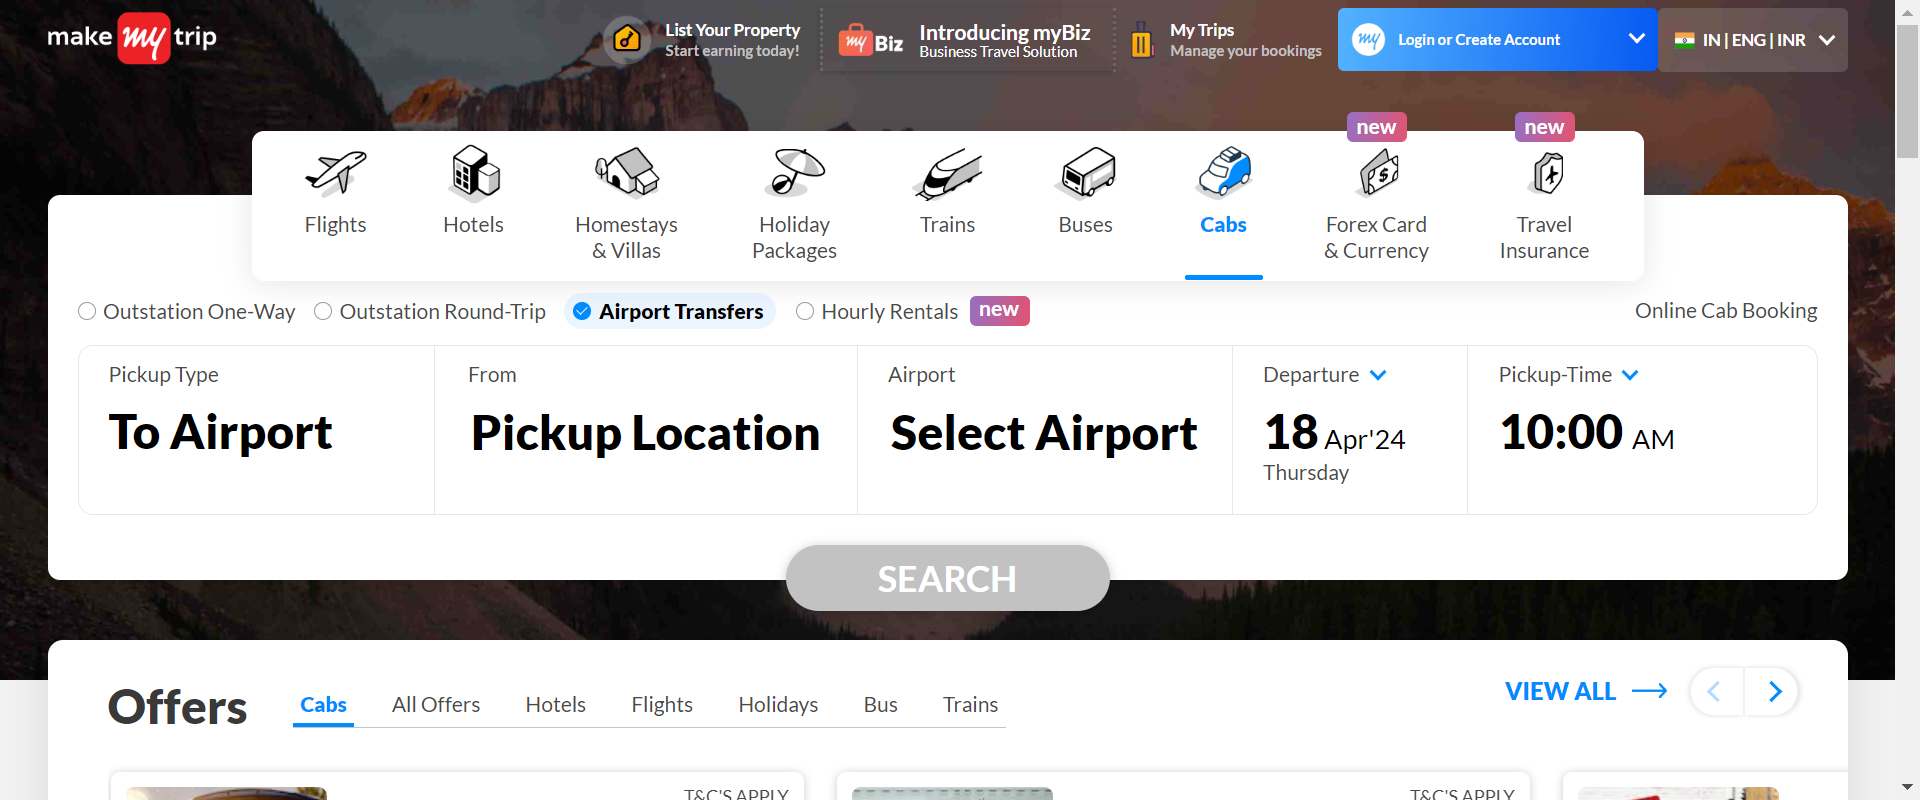 make my trip
List Your Property
Start earning today!
my Biz
Introducing myBiz
Business Travel Solution
My Trips
Manage your bookings
my
Login or Create Account
IN | ENG | INR
new
new
Flights
Hotels
Homestays
& Villas
Holiday
Packages
Trains
Buses
Cabs
Forex Card
& Currency
Travel
Insurance
Outstation One-Way
Outstation Round-Trip
Airport Transfers
Hourly Rentals
new
Online Cab Booking
Pickup Type
To Airport
From
Pickup Location
Airport
Select Airport
Departure
18 Apr'24
Thursday
Pickup-Time
10:00 AM
SEARCH
Offers
Cabs
All Offers
Hotels
Flights
Holidays
Bus
Trains
VIEW ALL
T&C'S APPLY
T&C'S APPLY